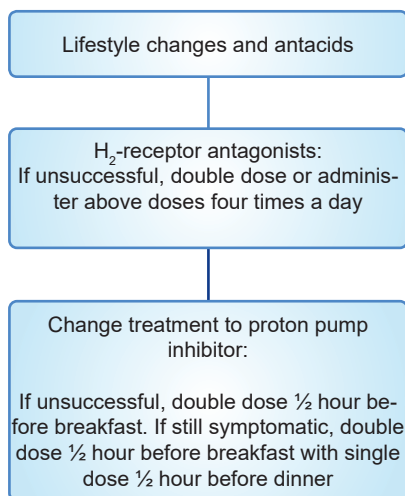 Lifestyle changes and antacids
H₂-receptor antagonists:
If unsuccessful, double dose or adminis-
ter above doses four times a day
Change treatment to proton pump
inhibitor:
If unsuccessful, double dose ½ hour be-
fore breakfast. If still symptomatic, double
dose ½ hour before breakfast with single
dose ½ hour before dinner